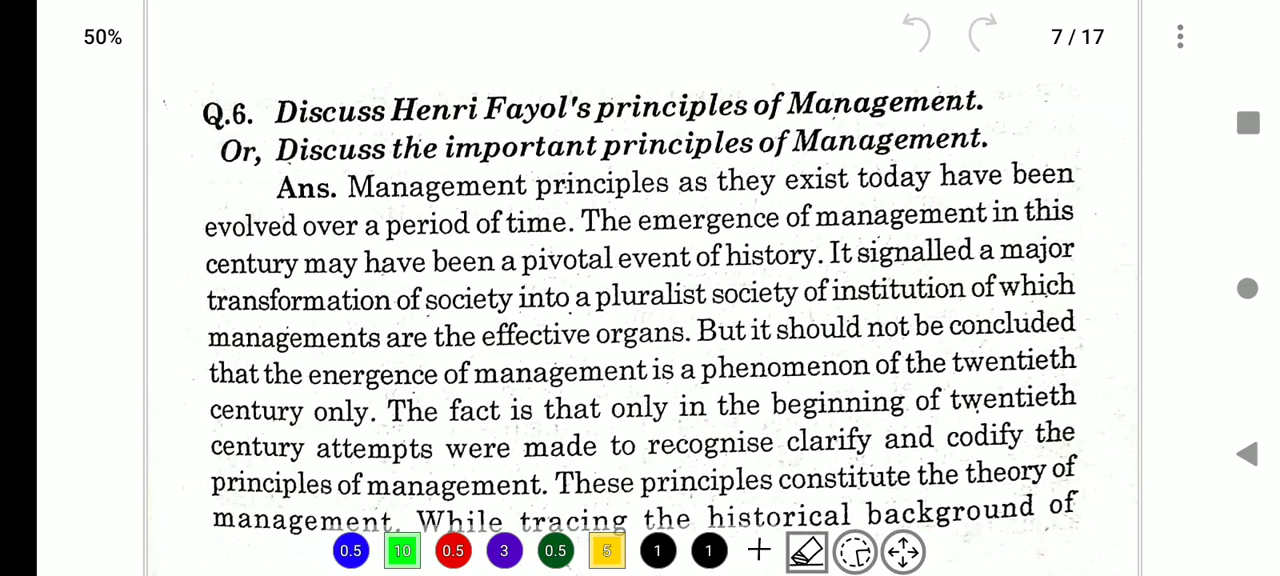 50%
7 / 17
Q.6. Discuss Henri Fayol's principles of Management.
Or, Discuss the important principles of Management.
Ans. Management principles as they exist today have been
evolved over a period of time. The emergence of management in this
century may have been a pivotal event of history. It signalled a major
transformation of society into a pluralist society of institution of which
managements are the effective organs. But it should not be concluded
that the energence of management is a phenomenon of the twentieth
century only. The fact is that only in the beginning of twentieth
century attempts were made to recognise clarify and codify the
principles of management. These principles constitute the theory of
management. While tracing the historical background of
0.5 10 0.5 3 0.5 5 1 1 +